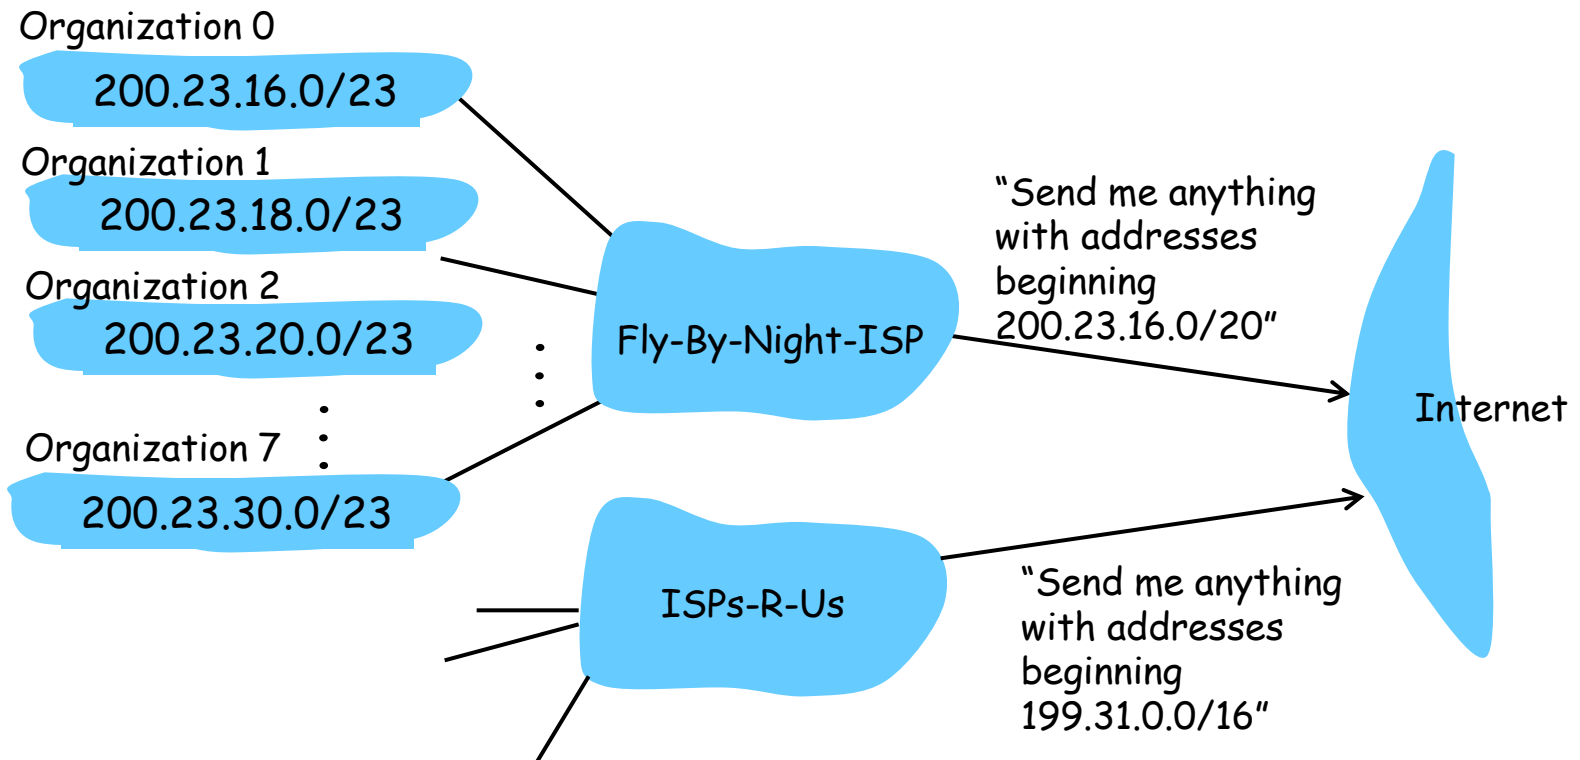 Organization 0
200.23.16.0/23
Organization 1
200.23.18.0/23
Organization 2
200.23.20.0/23
Organization 7
200.23.30.0/23
Fly-By-Night-ISP
“Send me anything
with addresses
beginning
200.23.16.0/20”
Internet
ISPs-R-Us
“Send me anything
with addresses
beginning
199.31.0.0/16”